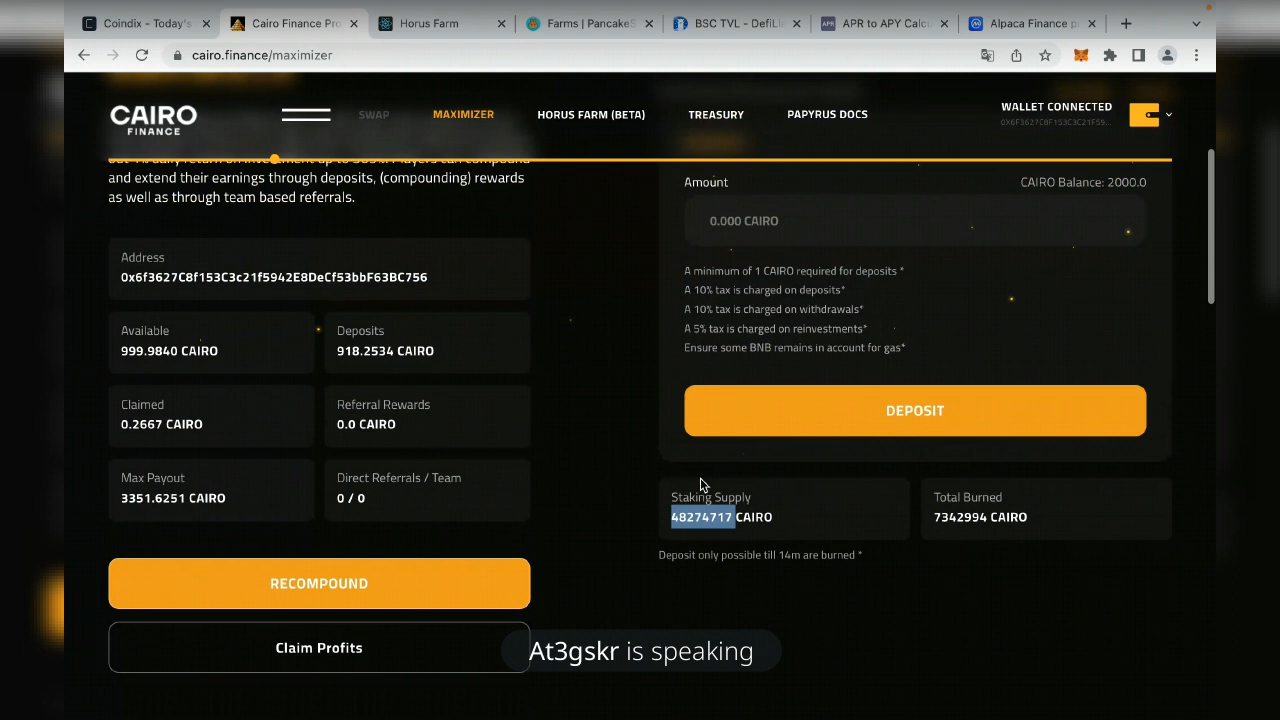 Coindix - Today's
Cairo Finance Pro
Horus Farm
Farms | PancakeS
BSC TVL - DefiLl
APR to APY Calcu
Alpaca Finance p
cairo.finance/maximizer
CAIRO
FINANCE
SWAP
MAXIMIZER
HORUS FARM (BETA)
TREASURY
PAPYRUS DOCS
WALLET CONNECTED
and extend their earnings through deposits, (compounding) rewards
as well as through team based referrals.
Address
0x6f3627C8f153C3c21f5942E8DeCf53bbF63BC756
Available
999.9840 CAIRO
Deposits
918.2534 CAIRO
Claimed
0.2667 CAIRO
Referral Rewards
0.0 CAIRO
Max Payout
3351.6251 CAIRO
Direct Referrals / Team
0 / 0
RECOMPOUND
Claim Profits
Amount
CAIRO Balance: 2000.0
0.000 CAIRO
A minimum of 1 CAIRO required for deposits *
A 10% tax is charged on deposits*
A 10% tax is charged on withdrawals*
A 5% tax is charged on reinvestments*
Ensure some BNB remains in account for gas*
DEPOSIT
Staking Supply
48274717 CAIRO
Total Burned
7342994 CAIRO
Deposit only possible till 14m are burned *
At3gskr is speaking